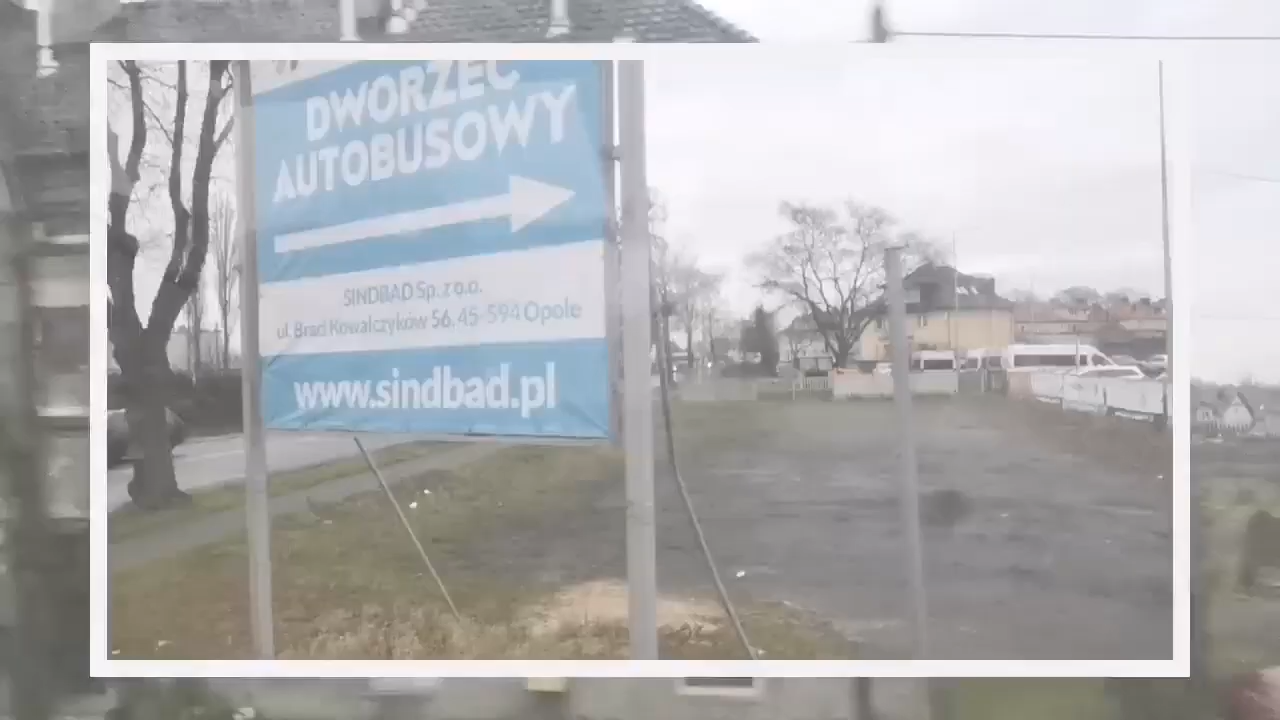 DWORZEC
AUTOBUSOWY
SINDBAD Sp. z o.o.
ul. Braci Kowalczyków 56, 45-594 Opole
www.sindbad.pl